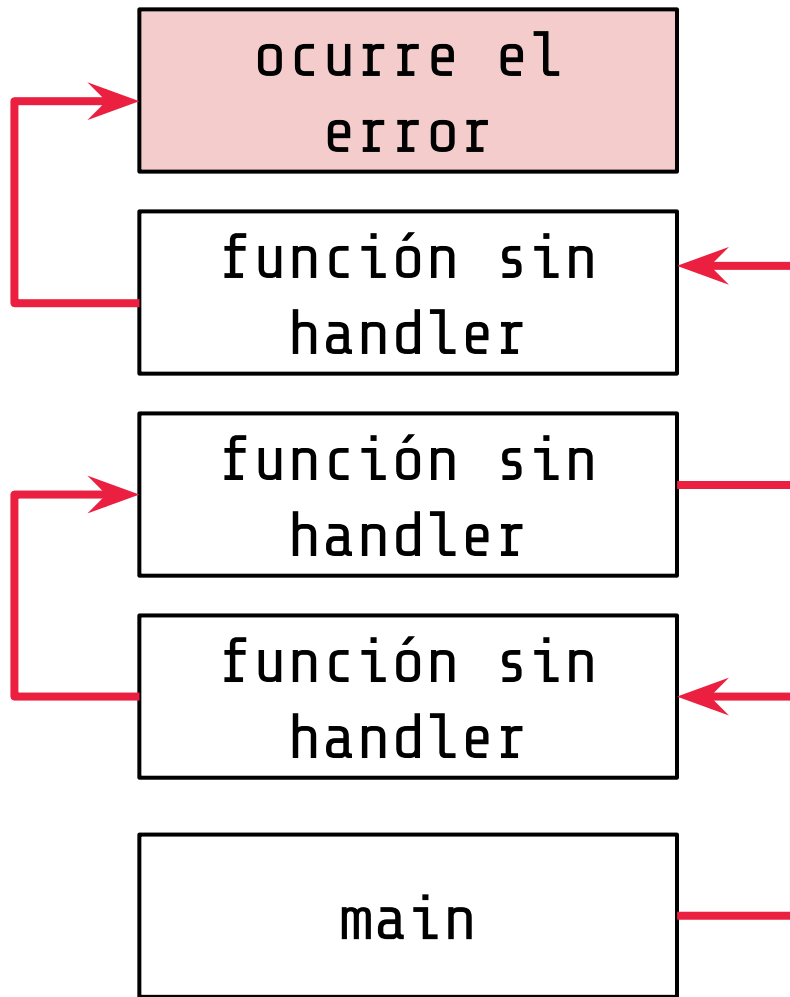 ocurre el
error
función sin
handler
función sin
handler
función sin
handler
main